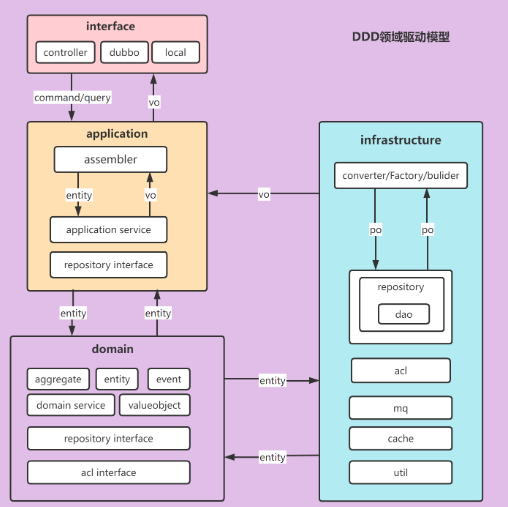 DDD领域驱动模型
interface
controller
dubbo
local
command/query
vo
application
assembler
entity
vo
application service
repository interface
entity
entity
domain
aggregate
entity
event
domain service
valueobject
repository interface
acl interface
vo
entity
entity
infrastructure
converter/Factory/bulider
po
po
repository
dao
acl
mq
cache
util